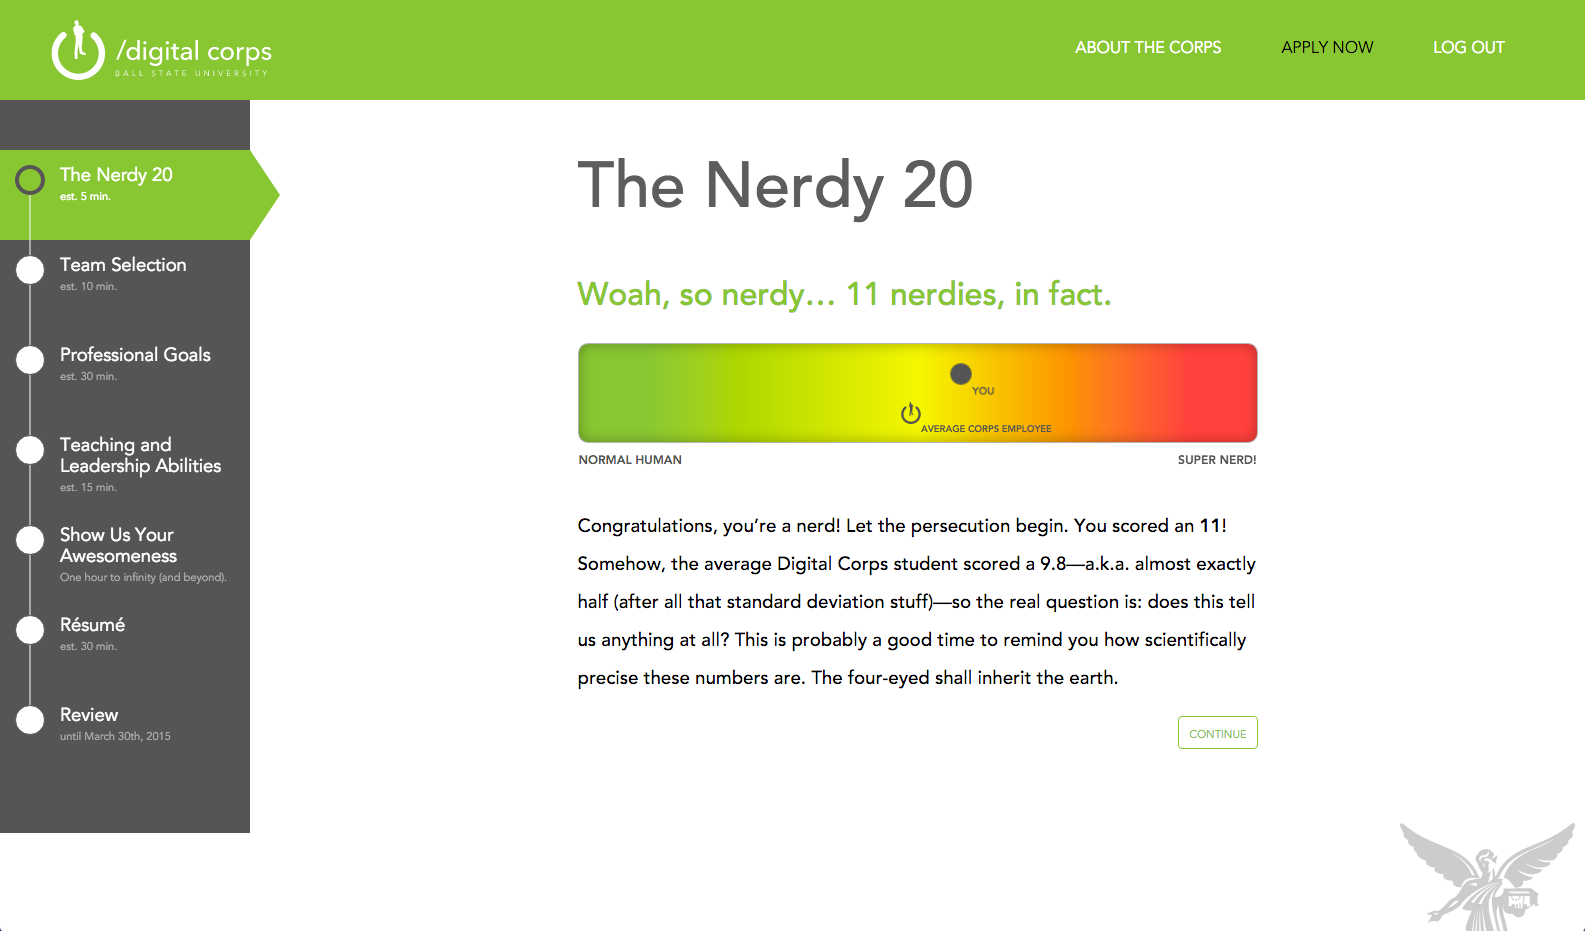 /digital corps
BALL STATE UNIVERSITY
ABOUT THE CORPS
APPLY NOW
LOG OUT
The Nerdy 20
est. 5 min.
Team Selection
est. 10 min.
Professional Goals
est. 30 min.
Teaching and
Leadership Abilities
est. 15 min.
Show Us Your
Awesomeness
One hour to infinity (and beyond).
Résumé
est. 30 min.
Review
until March 30th, 2015
The Nerdy 20
Woah, so nerdy… 11 nerdies, in fact.
YOU
AVERAGE CORPS EMPLOYEE
NORMAL HUMAN
SUPER NERD!
Congratulations, you’re a nerd! Let the persecution begin. You scored an 11!
Somehow, the average Digital Corps student scored a 9.8—a.k.a. almost exactly
half (after all that standard deviation stuff)—so the real question is: does this tell
us anything at all? This is probably a good time to remind you how scientifically
precise these numbers are. The four-eyed shall inherit the earth.
CONTINUE